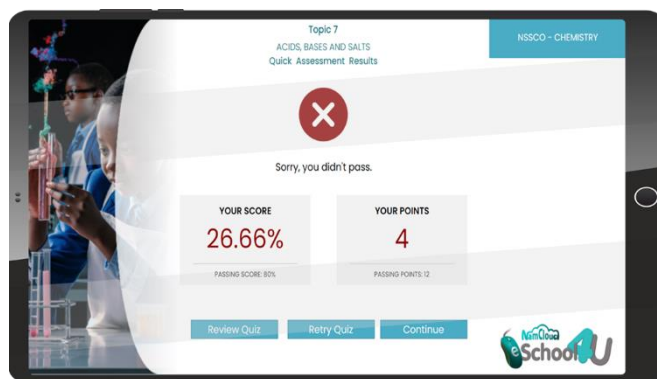 Topic 7
ACIDS, BASES AND SALTS
Quick Assessment Results
NSSCO - CHEMISTRY
Sorry, you didn't pass.
YOUR SCORE
26.66%
PASSING SCORE: 80%
YOUR POINTS
4
PASSING POINTS: 12
Review Quiz
Retry Quiz
Continue
NamCloud
eSchool4U